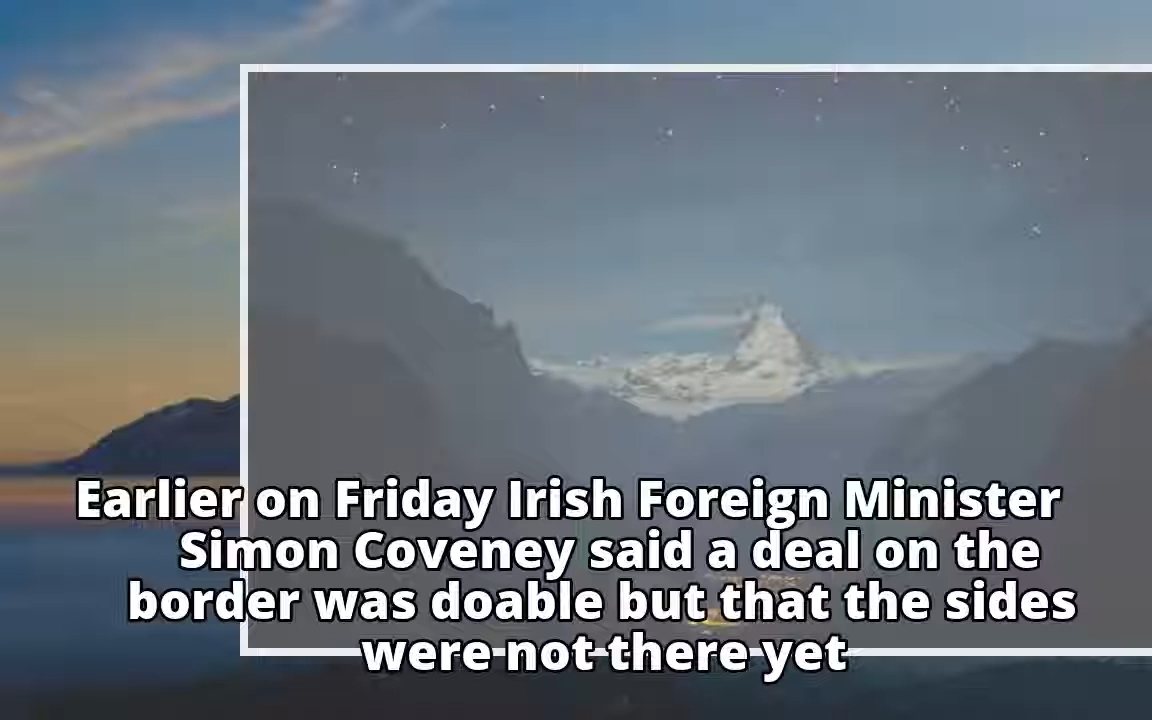 Earlier on Friday Irish Foreign Minister
Simon Coveney said a deal on the
border was doable but that the sides
were not there yet